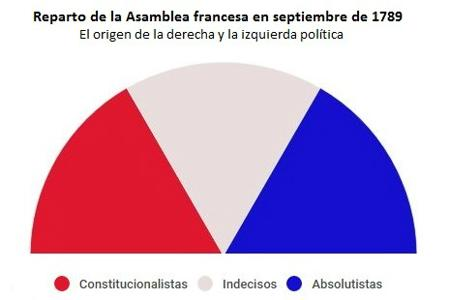 Reparto de la Asamblea francesa en septiembre de 1789
El origen de la derecha y la izquierda política
Constitucionalistas Indecisos Absolutistas